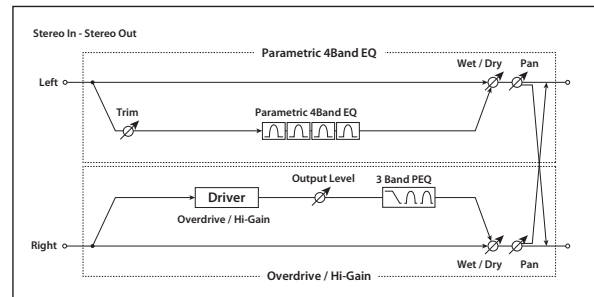 Stereo In - Stereo Out
Parametric 4Band EQ
Wet / Dry
Pan
Left
Trim
Parametric 4Band EQ
Output Level
3 Band PEQ
Driver
Overdrive / Hi-Gain
Right
Wet / Dry
Pan
Overdrive / Hi-Gain